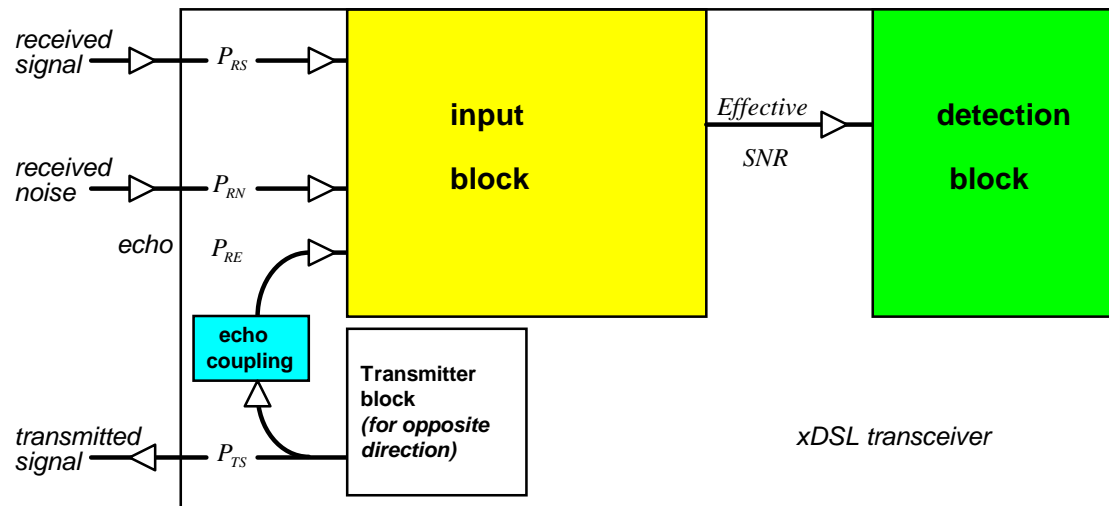 received
signal
P_RS
input
block
Effective
SNR
detection
block
received
noise
P_RN
echo
P_RE
echo
coupling
Transmitter
block
(for opposite
direction)
transmitted
signal
P_TS
xDSL transceiver